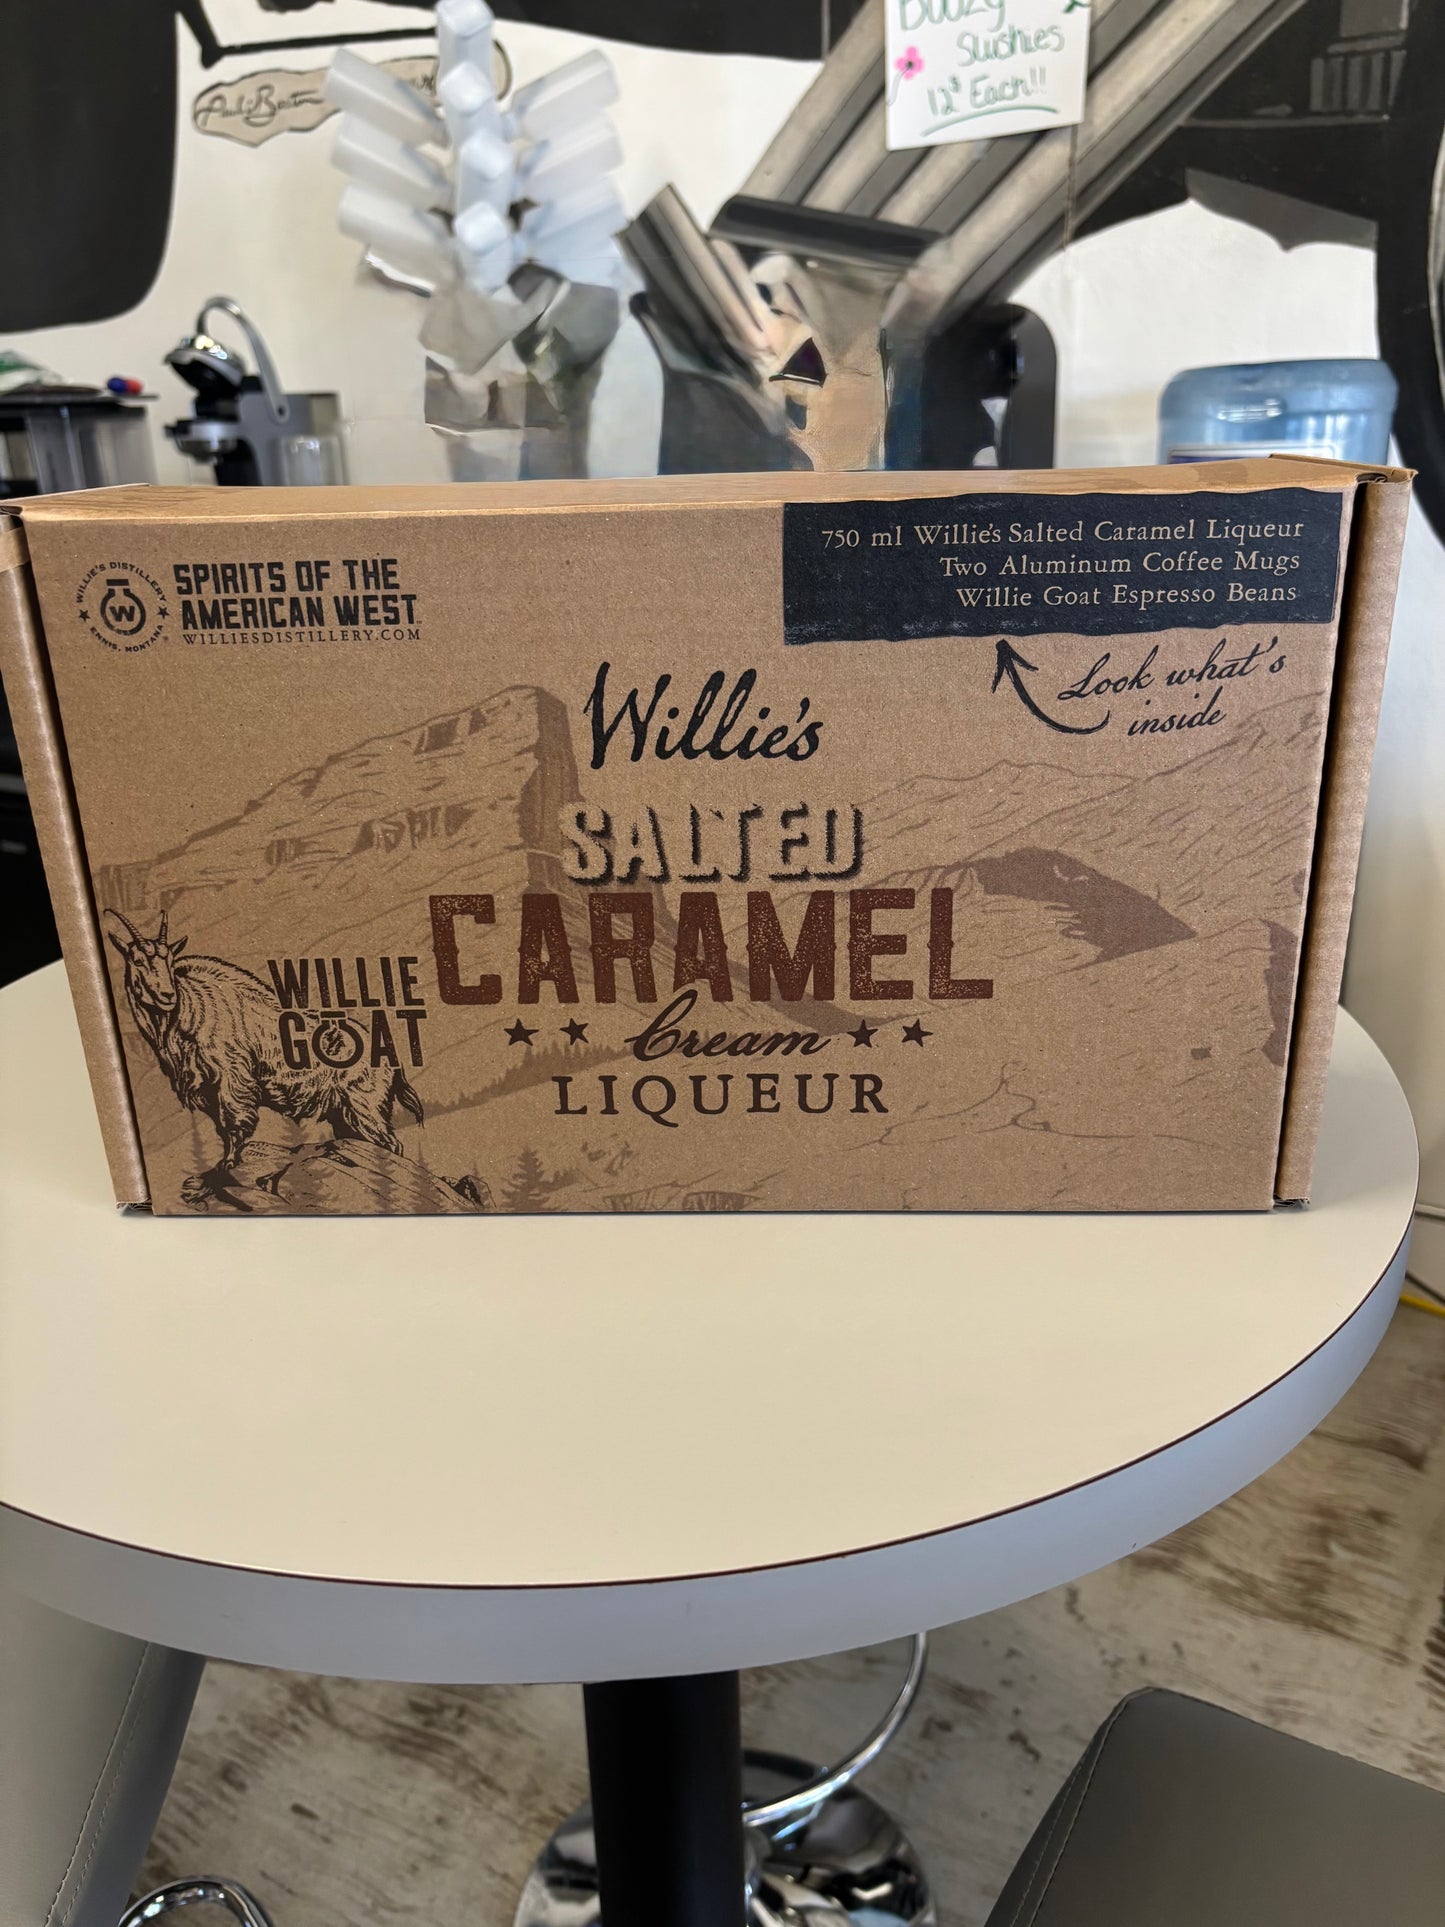 Boozy
Slushies
12$ Each!!
WILLIE'S DISTILLERY
W
ENNIS, MONTANA
SPIRITS OF THE
AMERICAN WEST
WILLIESDISTILLERY.COM
750 ml Willie's Salted Caramel Liqueur
Two Aluminum Coffee Mugs
Willie Goat Espresso Beans
Look what's
inside
Willie's
SALTED
CARAMEL
Cream
LIQUEUR
WILLIE
GOAT